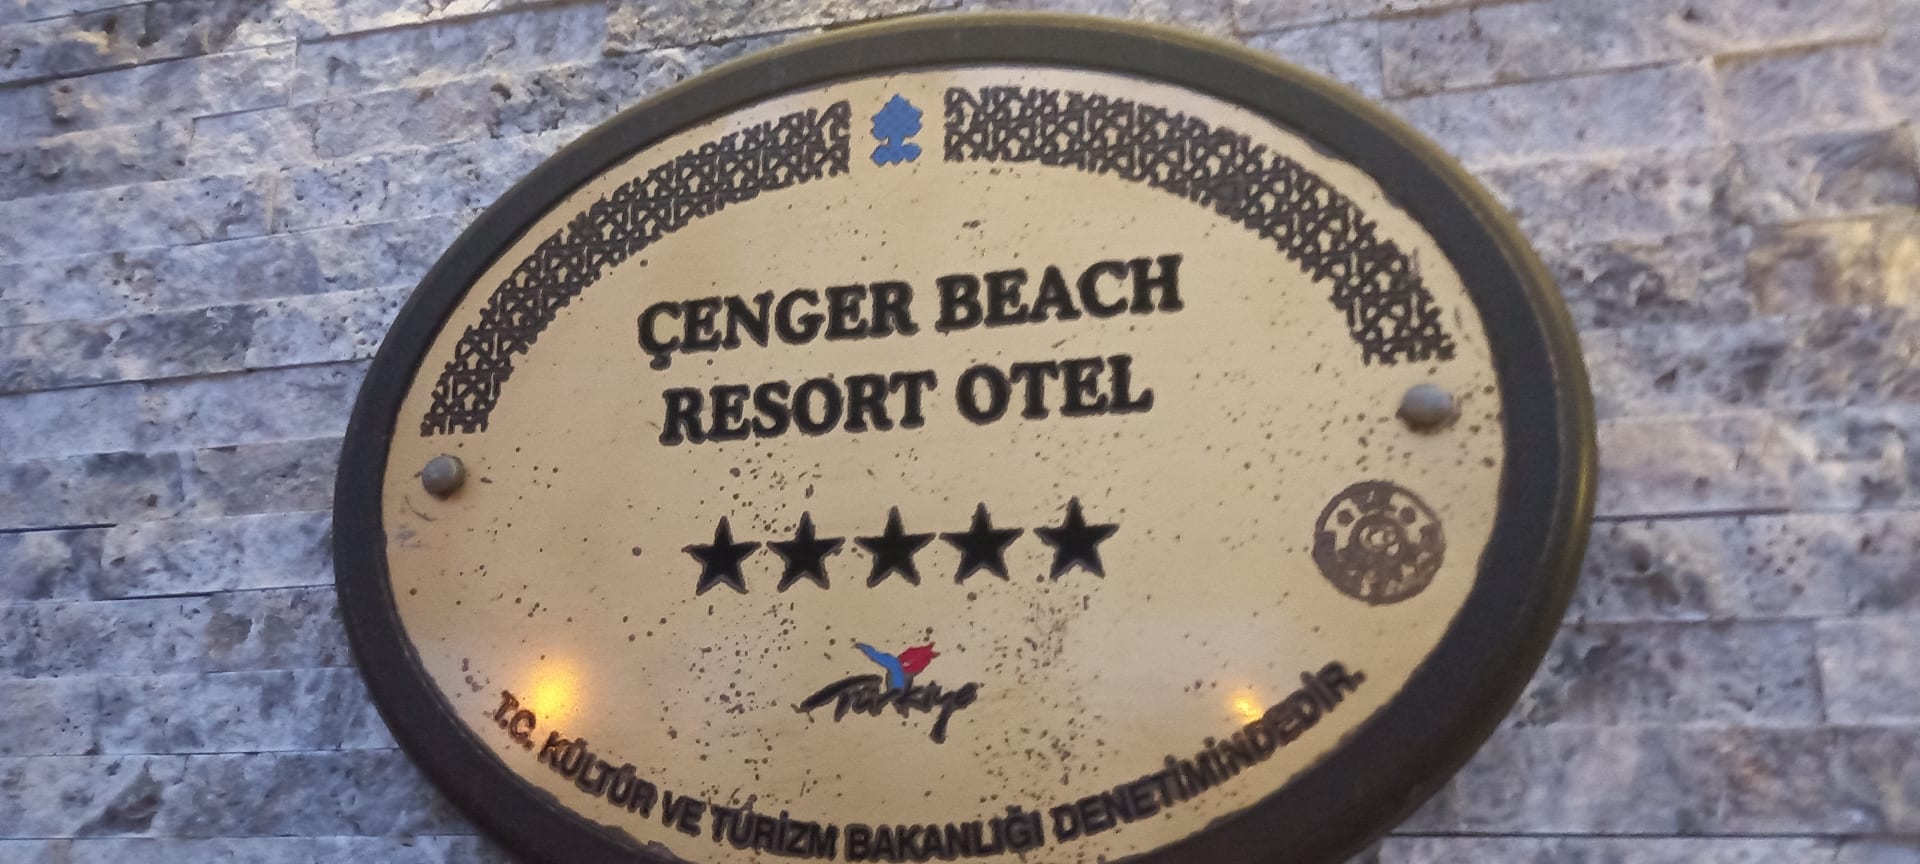 ÇENGER BEACH
RESORT OTEL
Türkiye
T.C. KÜLTÜR VE TURİZM BAKANLIĞI DENETİMİNDEDİR.